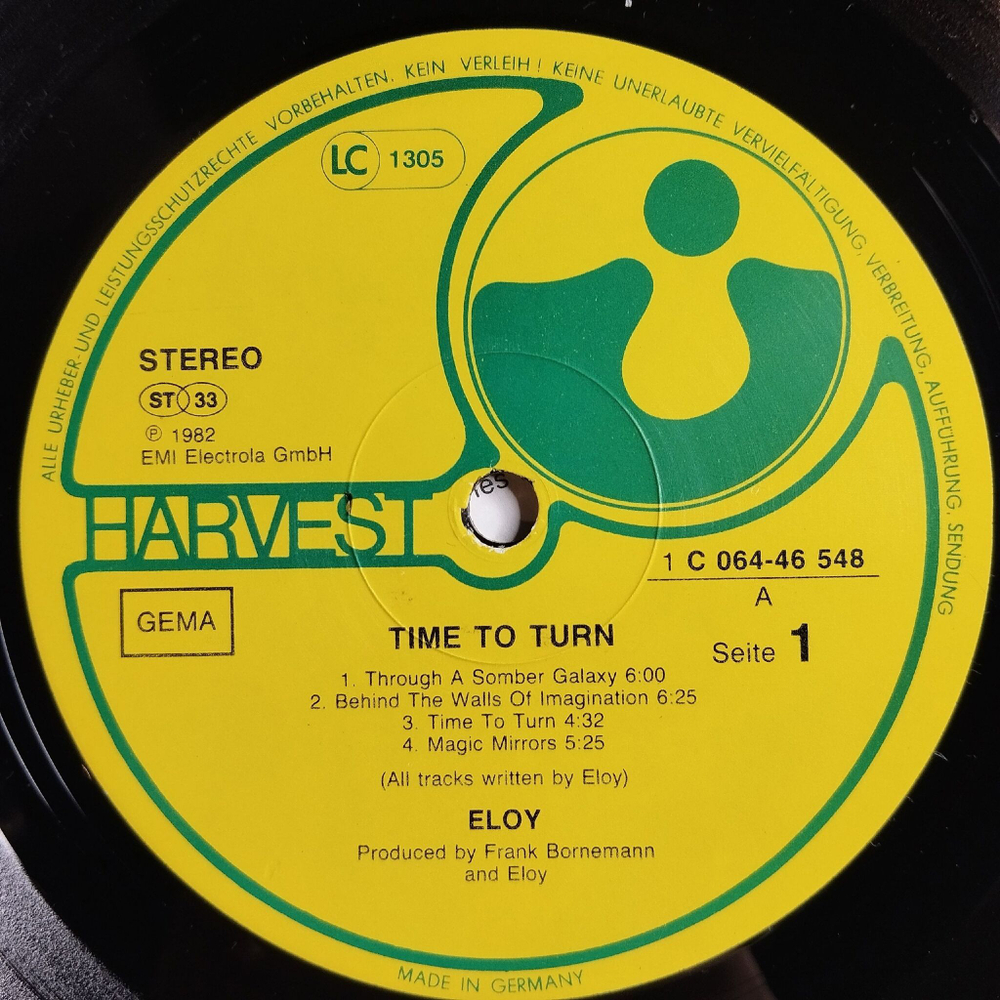 ALLE URHEBER- UND LEISTUNGSSCHUTZRECHTE VORBEHALTEN. KEIN VERLEIH! KEINE UNERLAUBTE VERVIELFÄLTIGUNG, VERBREITUNG, AUFFÜHRUNG, SENDUNG
LC 1305
STEREO
ST 33
℗ 1982
EMI Electrola GmbH
HARVEST
1 C 064-46 548
A
GEMA
Seite 1
TIME TO TURN
1. Through A Somber Galaxy 6:00
2. Behind The Walls Of Imagination 6:25
3. Time To Turn 4:32
4. Magic Mirrors 5:25
(All tracks written by Eloy)
ELOY
Produced by Frank Bornemann
and Eloy
MADE IN GERMANY